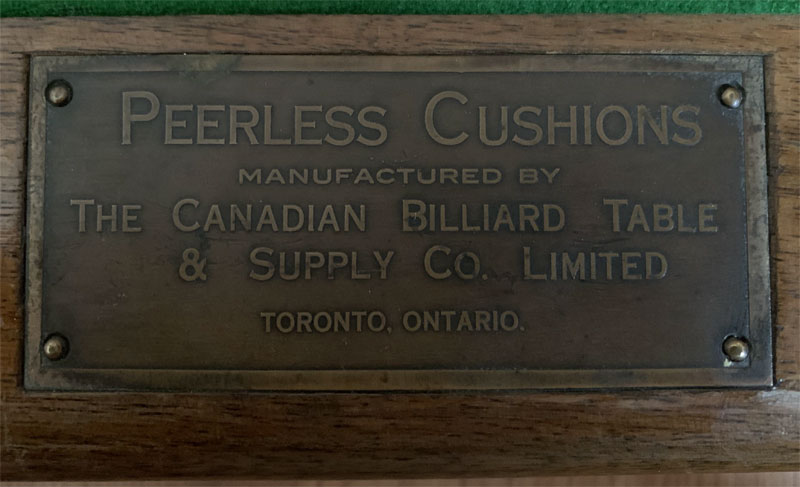 PEERLESS CUSHIONS
MANUFACTURED BY
THE CANADIAN BILLIARD TABLE
& SUPPLY CO. LIMITED
TORONTO, ONTARIO.